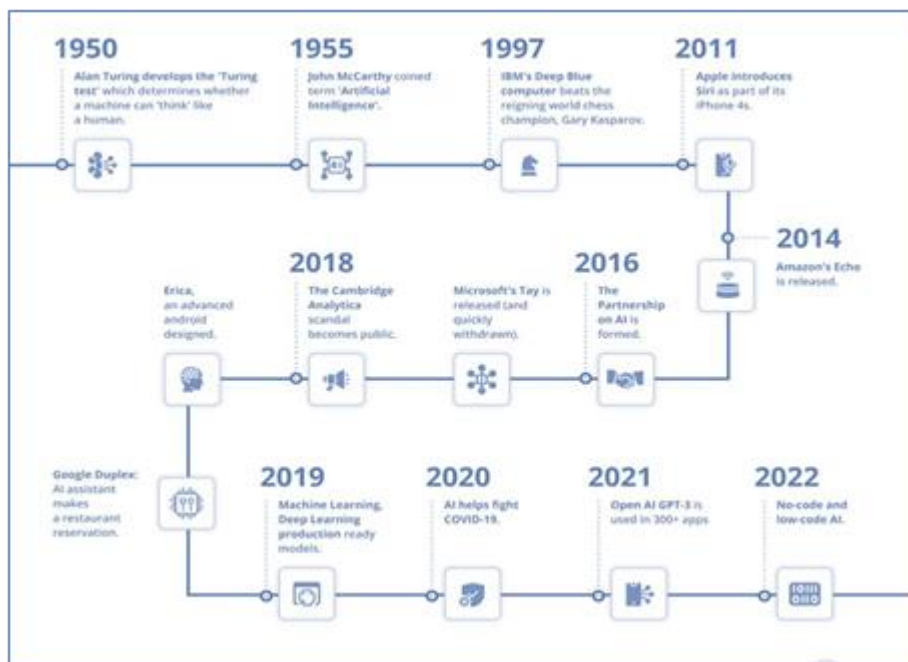 1950
Alan Turing develops the 'Turing
test' which determines whether
a machine can 'think' like
a human.
1955
John McCarthy coined
term 'Artificial
Intelligence'.
1997
IBM's Deep Blue
computer beats the
reigning world chess
champion, Gary Kasparov.
2011
Apple introduces
Siri as part of its
iPhone 4s.
2014
Amazon's Echo
is released.
2016
The
Partnership
on AI is
formed.
Microsoft's Tay is
released (and
quickly
withdrawn).
2018
The Cambridge
Analytica
scandal
becomes public.
Erica,
an advanced
android
designed.
Google Duplex:
AI assistant
makes
a restaurant
reservation.
2019
Machine Learning,
Deep Learning
production ready
models.
2020
AI helps fight
COVID-19.
2021
Open AI GPT-3 is
used in 300+ apps
2022
No-code and
low-code AI.